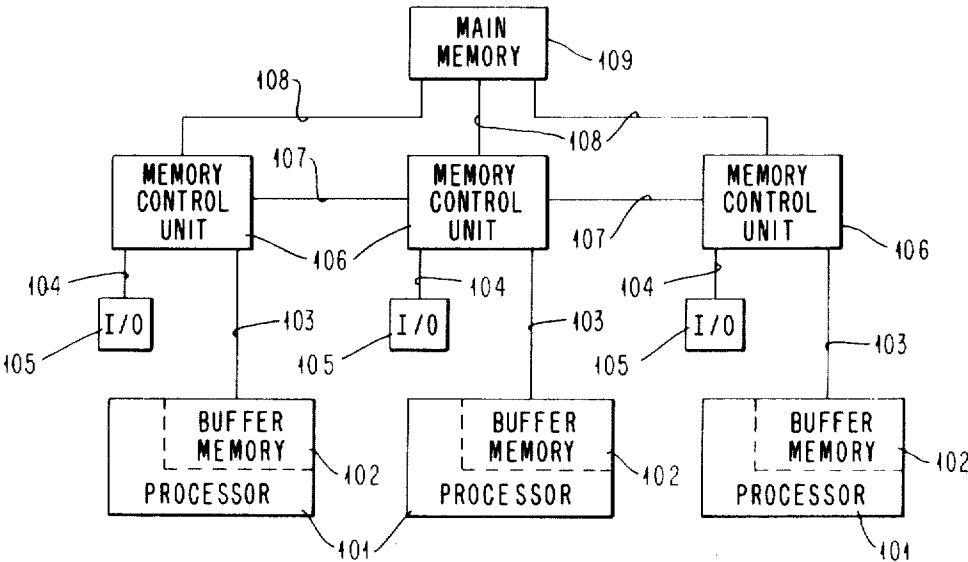 MAIN
MEMORY
109
108
108
MEMORY
CONTROL
UNIT
107
MEMORY
CONTROL
UNIT
107
MEMORY
CONTROL
UNIT
106
106
104
104
104
I/O
105
103
I/O
105
103
I/O
105
103
BUFFER
MEMORY
102
PROCESSOR
BUFFER
MEMORY
102
PROCESSOR
BUFFER
MEMORY
102
PROCESSOR
101
101